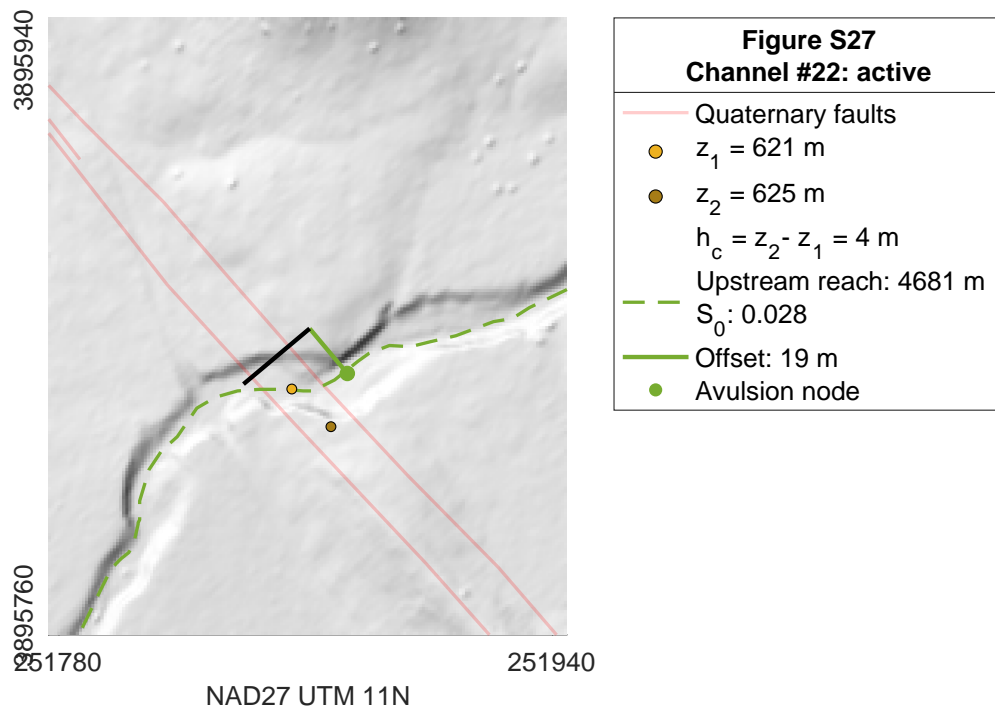 3895940
3895760
251780
251940
NAD27 UTM 11N
Figure S27
Channel #22: active
Quaternary faults
z1 = 621 m
z2 = 625 m
hc = z2- z1 = 4 m
Upstream reach: 4681 m
S0: 0.028
Offset: 19 m
Avulsion node